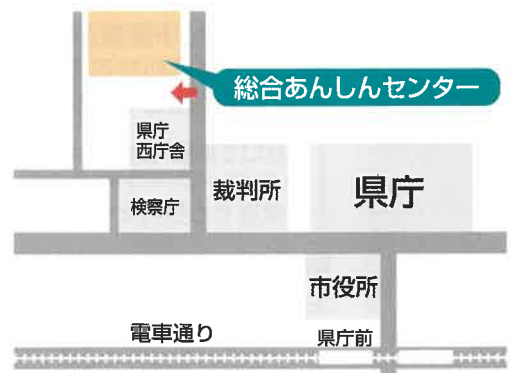 総合あんしんセンター
県庁
西庁舎
検察庁
裁判所
県庁
市役所
電車通り
県庁前